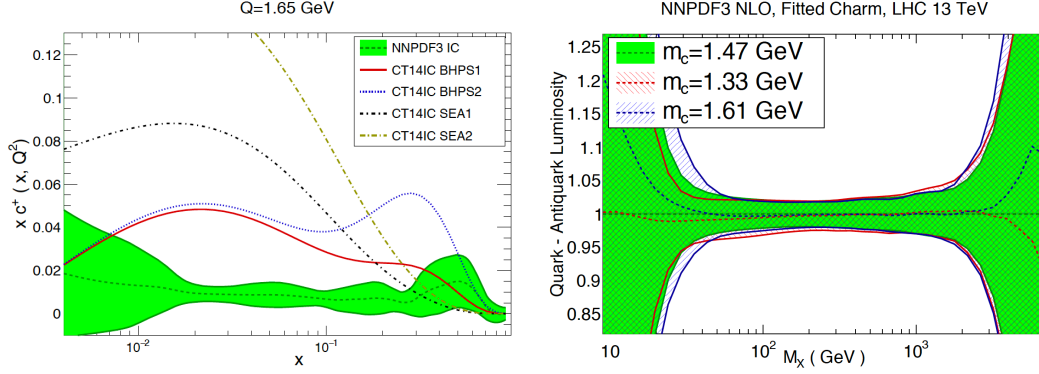 Q=1.65 GeV
x c⁺ ( x, Q²)
0.12
0.1
0.08
0.06
0.04
0.02
0
NNPDF3 IC
CT14IC BHPS1
CT14IC BHPS2
CT14IC SEA1
CT14IC SEA2
10⁻²
10⁻¹
x
NNPDF3 NLO, Fitted Charm, LHC 13 TeV
Quark - Antiquark Luminosity
1.25
1.2
1.15
1.1
1.05
1
0.95
0.9
0.85
m_c=1.47 GeV
m_c=1.33 GeV
m_c=1.61 GeV
10
10²
10³
M_X ( GeV )